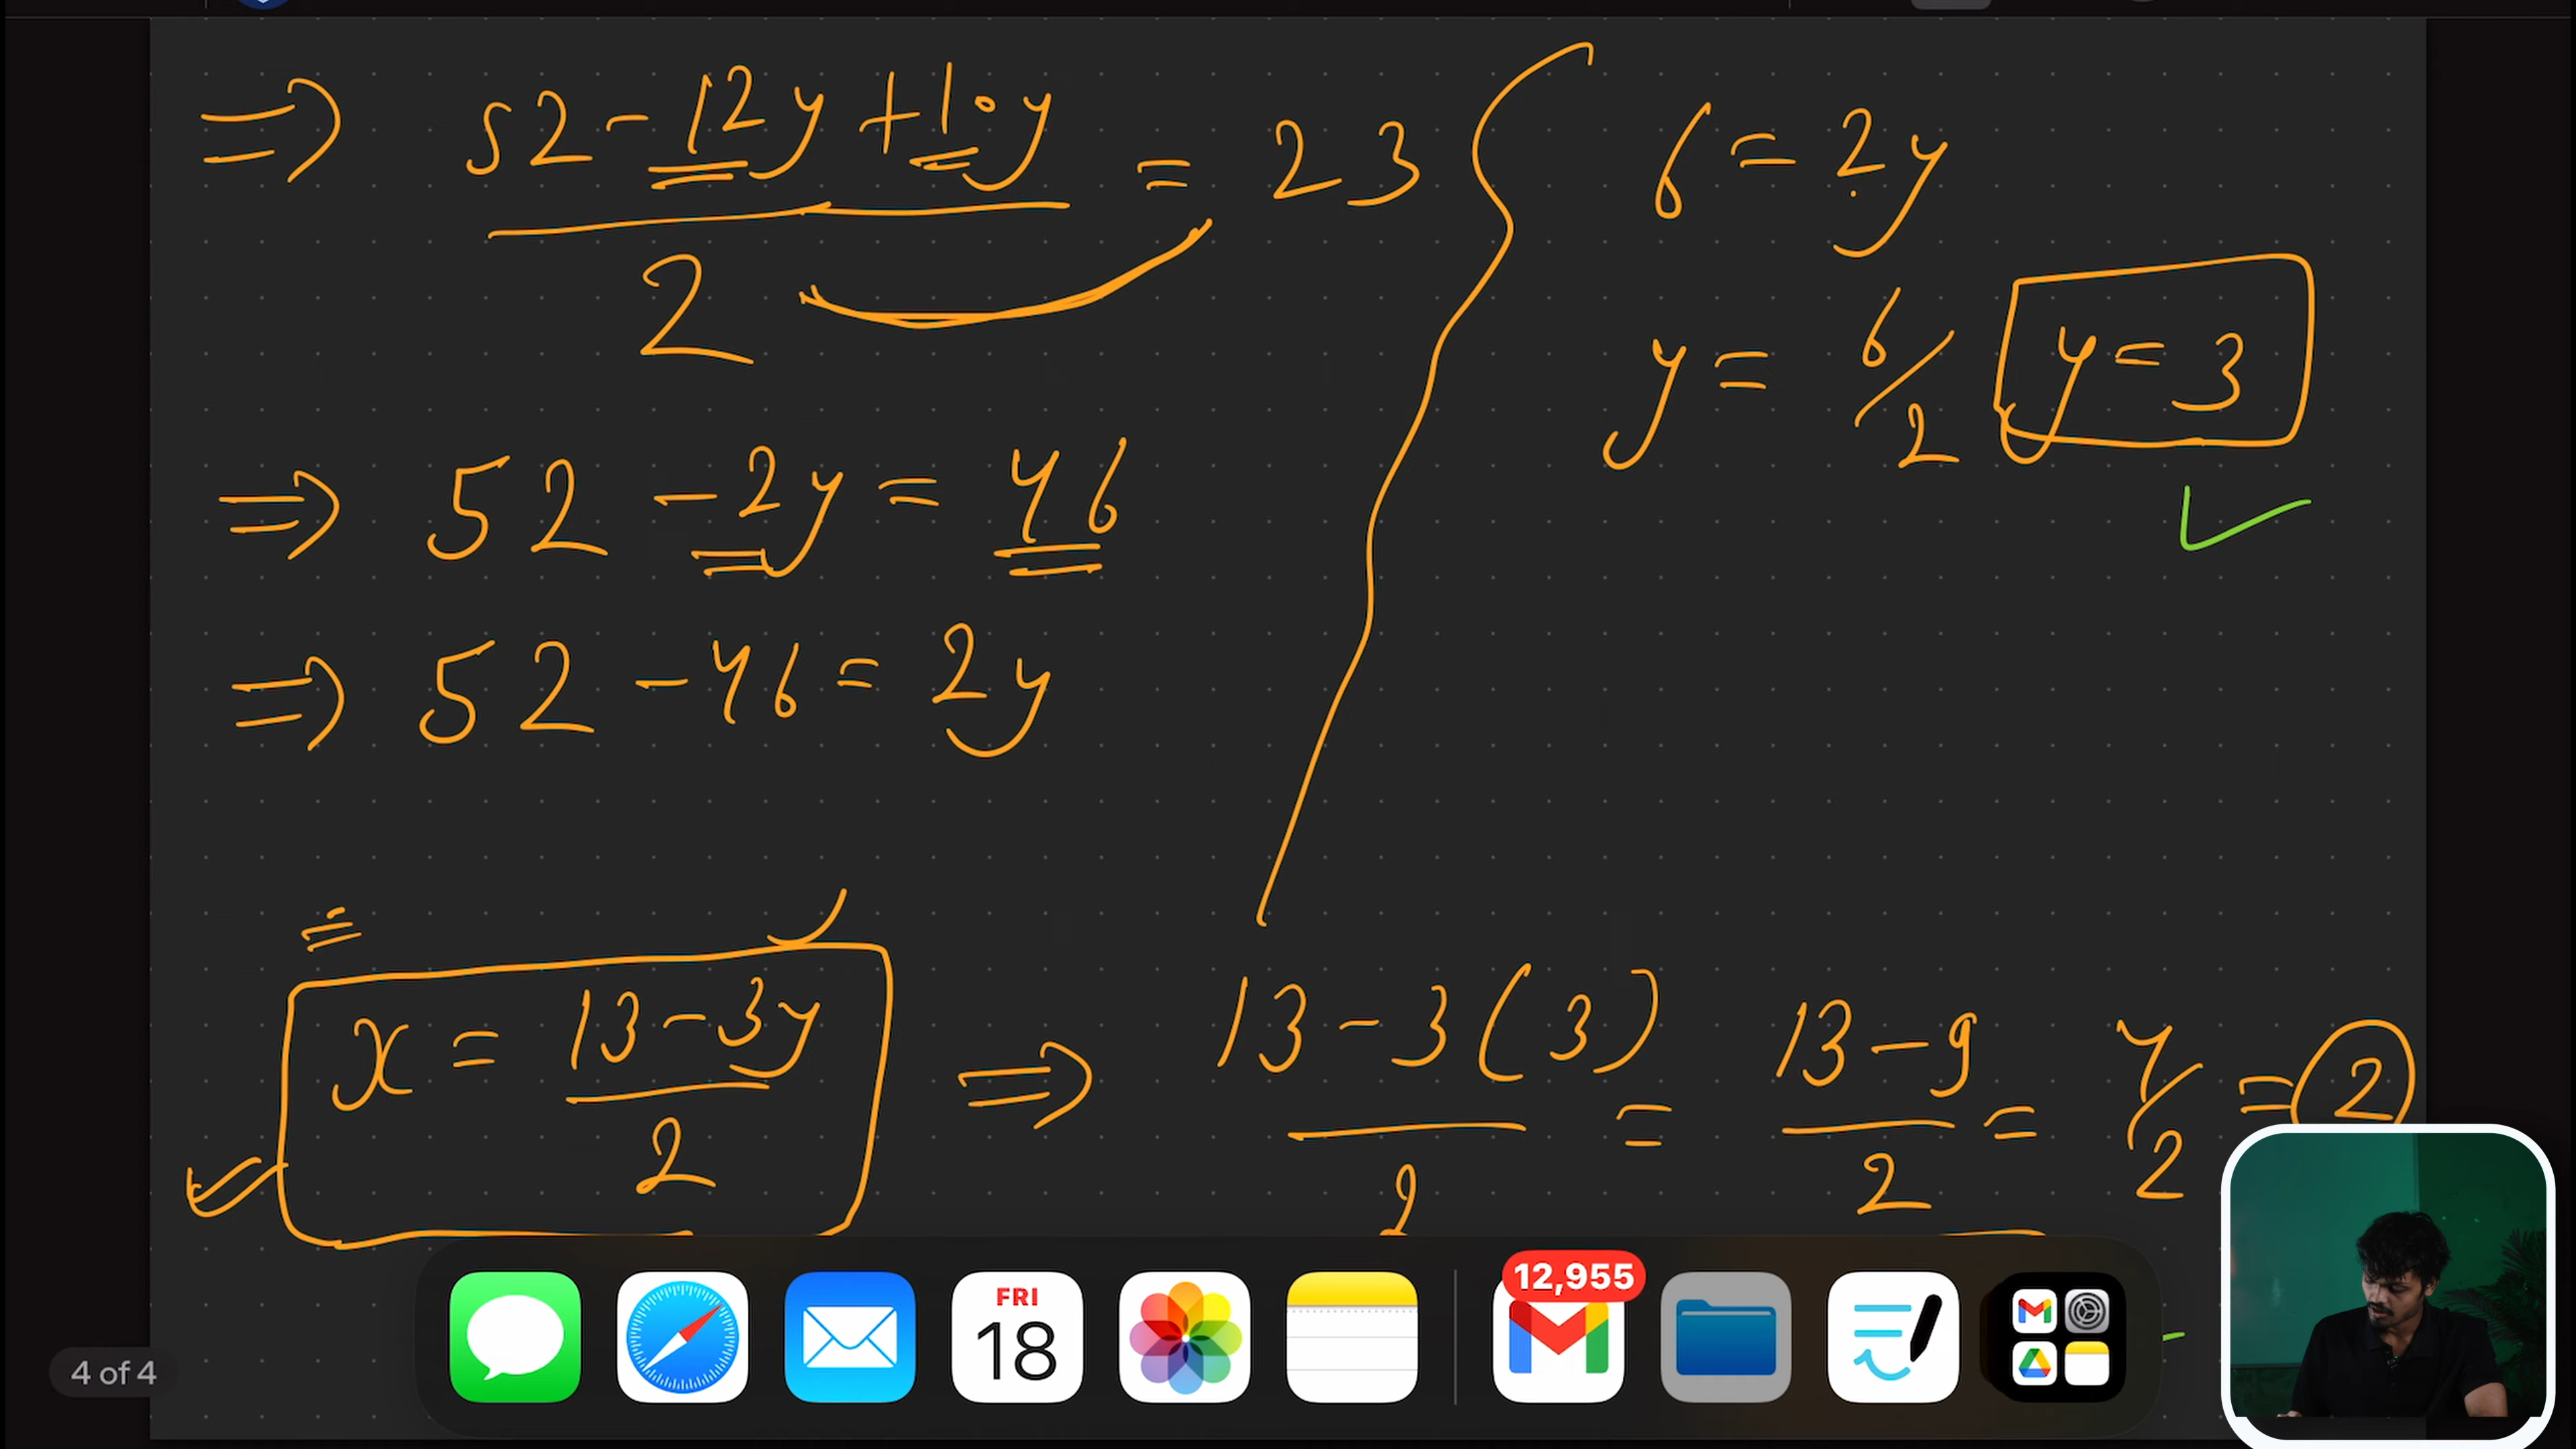 ⇒ (52 - 12y + 10y)/2 = 23
⇒ 52 - 2y = 46
⇒ 52 - 46 = 2y
6 = 2y
y = 6/2
y = 3
x = (13 - 3y)/2 ⇒ (13 - 3(3))/2 = (13 - 9)/2 = 4/2 = 2
FRI
18
12,955
4 of 4